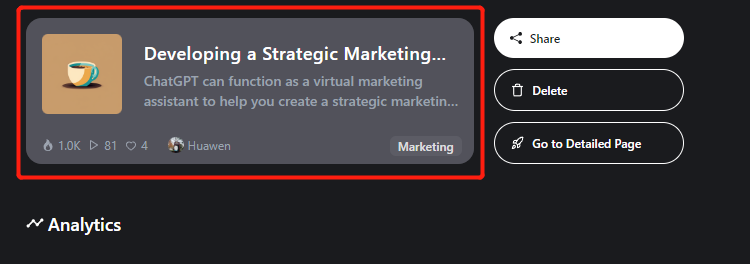 Developing a Strategic Marketing...
ChatGPT can function as a virtual marketing
assistant to help you create a strategic marketin...
1.0K 81 4 Huawen Marketing
Share
Delete
Go to Detailed Page
Analytics